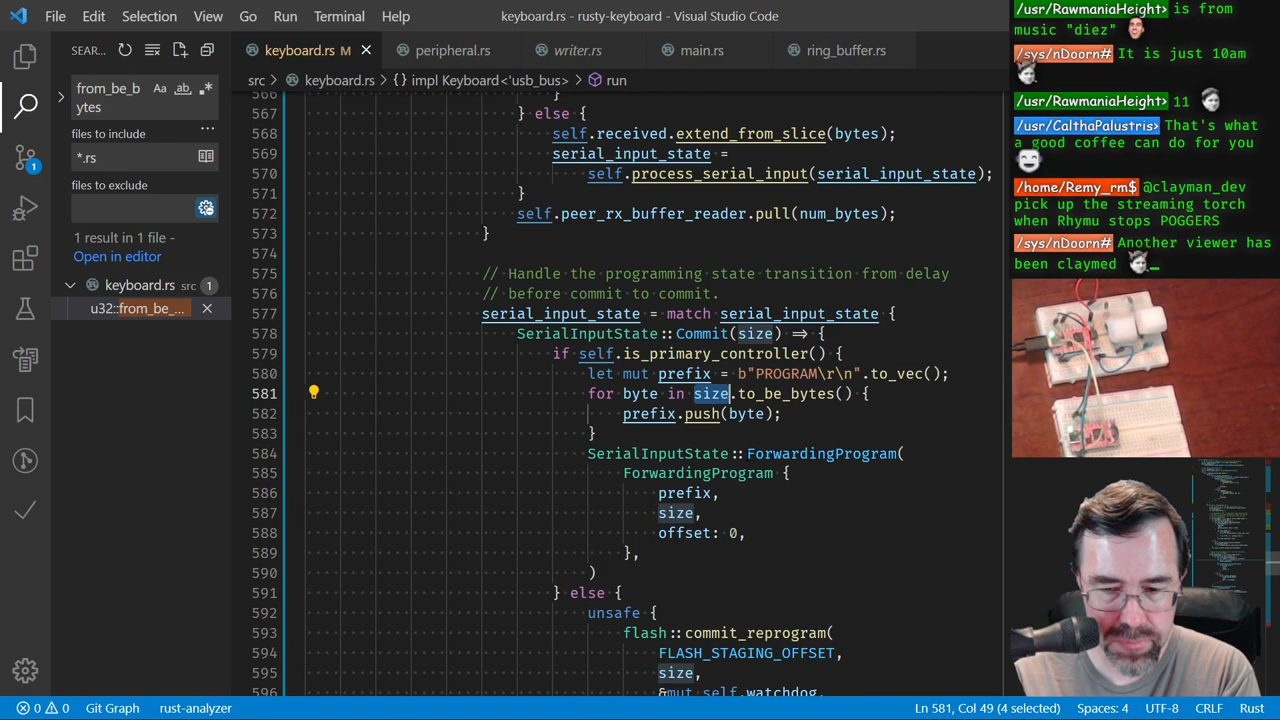 File Edit Selection View Go Run Terminal Help
keyboard.rs - rusty-keyboard - Visual Studio Code
SEAR...
from_be_b
ytes
files to include
*.rs
files to exclude
1 result in 1 file -
Open in editor
keyboard.rs src 1
u32::from_be_...
keyboard.rs M
peripheral.rs
writer.rs
main.rs
ring_buffer.rs
src > keyboard.rs > {} impl Keyboard<'usb_bus> > run
566 }
567 } else {
568 self.received.extend_from_slice(bytes);
569 serial_input_state =
570 self.process_serial_input(serial_input_state);
571 }
572 self.peer_rx_buffer_reader.pull(num_bytes);
573 }
574
575 // Handle the programming state transition from delay
576 // before commit to commit.
577 serial_input_state = match serial_input_state {
578 SerialInputState::Commit(size) => {
579 if self.is_primary_controller() {
580 let mut prefix = b"PROGRAM\r\n".to_vec();
581 for byte in size.to_be_bytes() {
582 prefix.push(byte);
583 }
584 SerialInputState::ForwardingProgram(
585 ForwardingProgram {
586 prefix,
587 size,
588 offset: 0,
589 },
590 )
591 } else {
592 unsafe {
593 flash::commit_reprogram(
594 FLASH_STAGING_OFFSET,
595 size,
596 &mut self.watchdog,
0 0 Git Graph rust-analyzer
Ln 581, Col 49 (4 selected) Spaces: 4 UTF-8 CRLF Rust
/usr/RawmaniaHeight> is from
music "diez"
/sys/nDoorn# It is just 10am
/usr/RawmaniaHeight> 11
/usr/CalthaPalustris> That's what
a good coffee can do for you
/home/Remy_rm$ @clayman_dev
pick up the streaming torch
when Rhymu stops POGGERS
/sys/nDoorn# Another viewer has
been claymed _